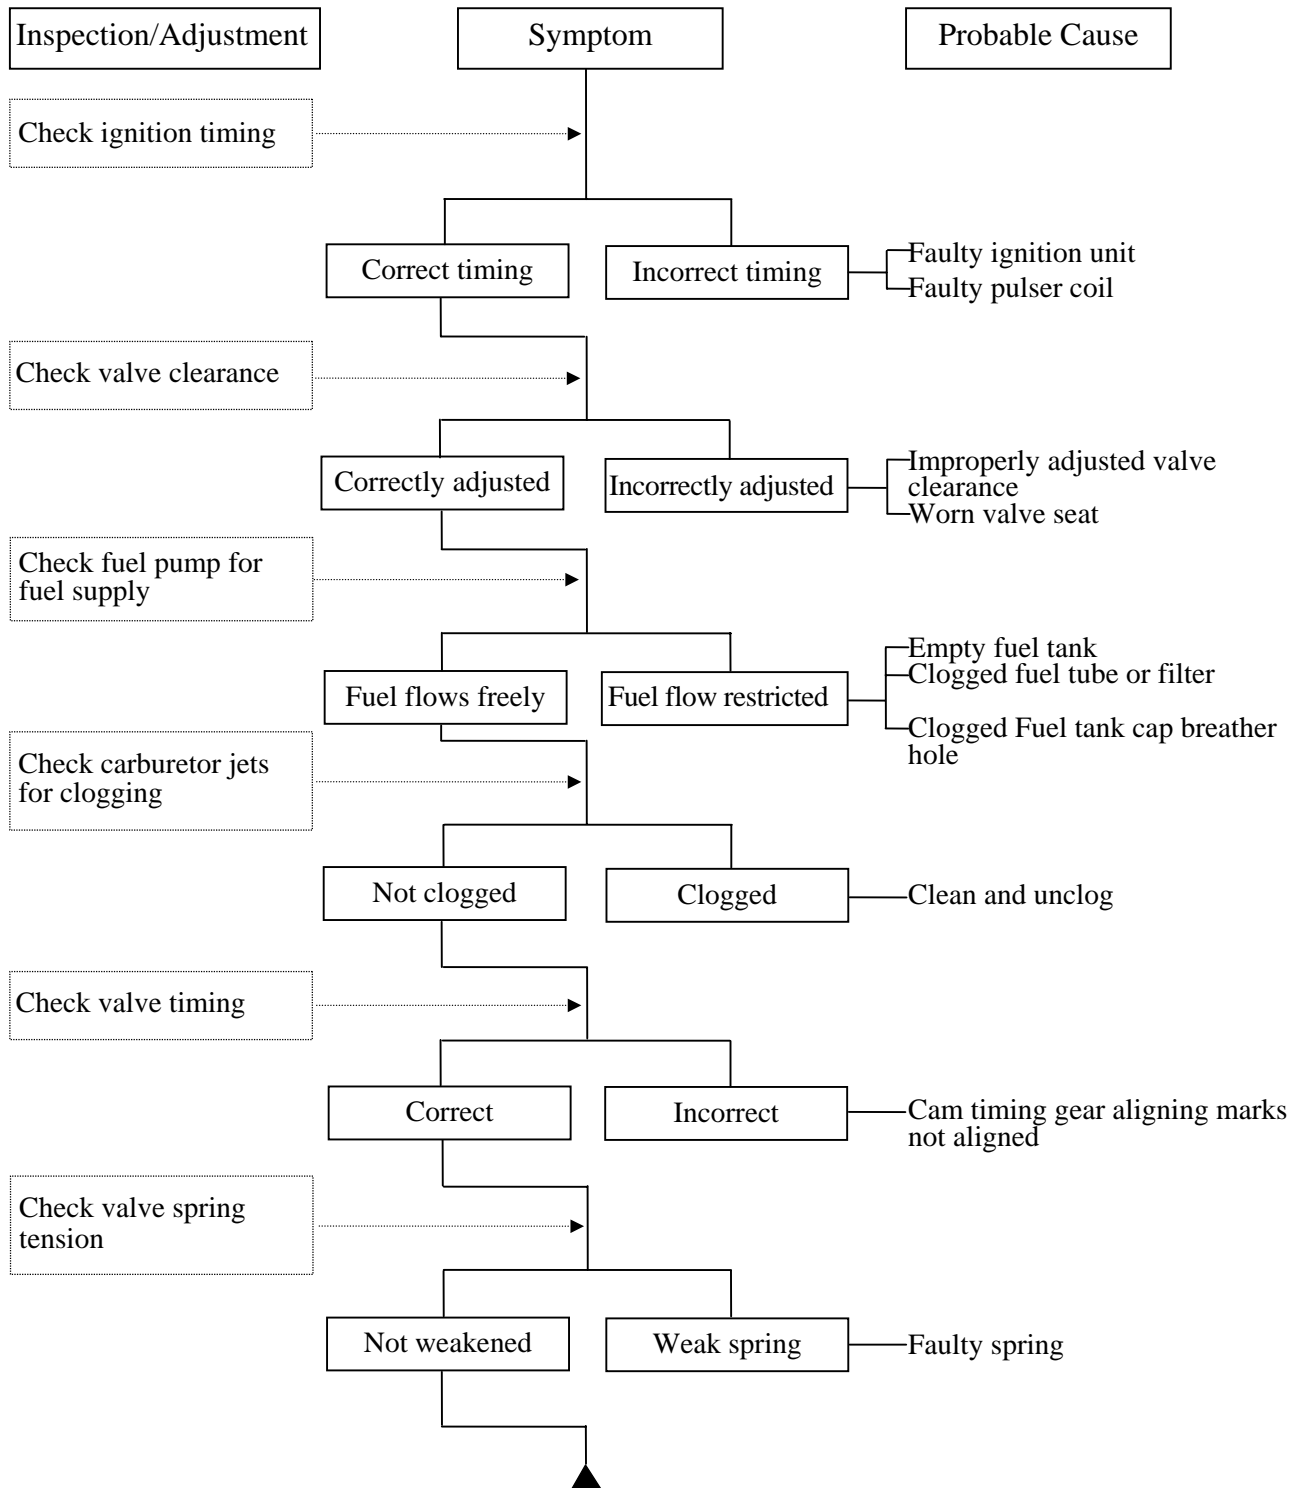 Inspection/Adjustment
Symptom
Probable Cause
Check ignition timing
Correct timing
Incorrect timing
Faulty ignition unit
Faulty pulser coil
Check valve clearance
Correctly adjusted
Incorrectly adjusted
Improperly adjusted valve
clearance
Worn valve seat
Check fuel pump for
fuel supply
Fuel flows freely
Fuel flow restricted
Empty fuel tank
Clogged fuel tube or filter
Clogged Fuel tank cap breather
hole
Check carburetor jets
for clogging
Not clogged
Clogged
Clean and unclog
Check valve timing
Correct
Incorrect
Cam timing gear aligning marks
not aligned
Check valve spring
tension
Not weakened
Weak spring
Faulty spring